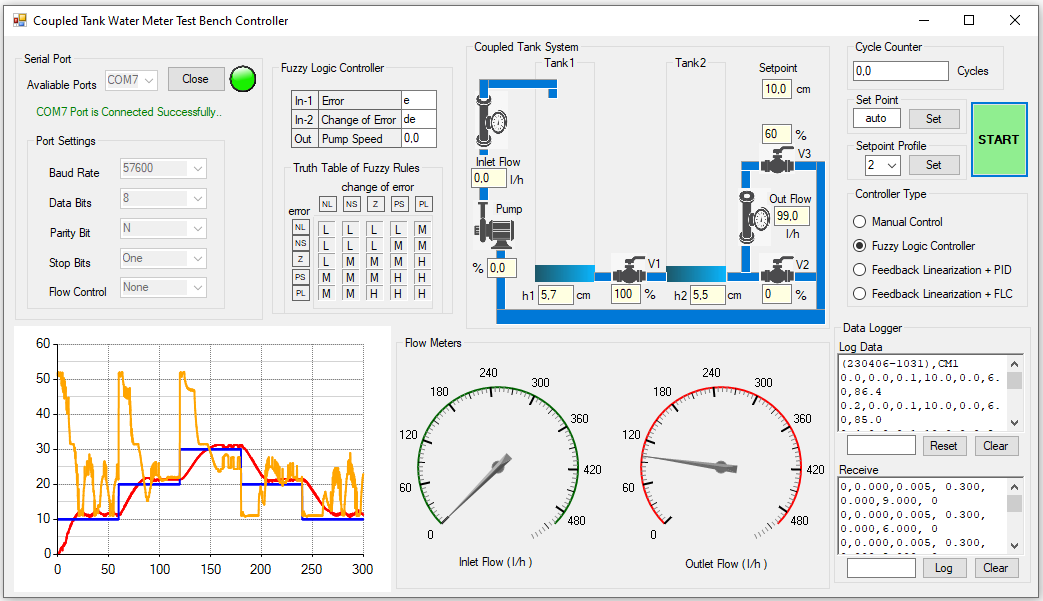 Coupled Tank Water Meter Test Bench Controller
Serial Port
Avaliable Ports
COM7
Close
COM7 Port is Connected Successfully..
Port Settings
Baud Rate
57600
Data Bits
8
Parity Bit
N
Stop Bits
One
Flow Control
None
Fuzzy Logic Controller
In-1 Error e
In-2 Change of Error de
Out Pump Speed 0,0
Truth Table of Fuzzy Rules
change of error
error
NL NS Z PS PL
NL L L L L M
NS L L L M M
Z L M M M H
PS M M M H H
PL M M H H H
Coupled Tank System
Tank1
Tank2
Setpoint
10,0 cm
60 %
V3
Inlet Flow
0,0 l/h
Pump
% 0,0
Out Flow
99,0
l/h
V1
V2
h1 5,7 cm
100 %
h2 5,5 cm
0 %
Cycle Counter
0,0 Cycles
Set Point
auto
Set
START
Setpoint Profile
2
Set
Controller Type
Manual Control
Fuzzy Logic Controller
Feedback Linearization + PID
Feedback Linearization + FLC
60
50
40
30
20
10
0
0 50 100 150 200 250 300
Flow Meters
0
60
120
180
240
300
360
420
480
Inlet Flow ( l/h )
0
60
120
180
240
300
360
420
480
Outlet Flow ( l/h )
Data Logger
Log Data
(230406-1031),CM1
0.0,0.0,0.1,10.0,0.0,6.
0,86.4
0.2,0.0,0.1,10.0,0.0,6.
0,85.0
Reset
Clear
Receive
0,0.000,0.005, 0.300,
0.000,9.000, 0
0,0.000,0.005, 0.300,
0.000,6.000, 0
0,0.000,0.005, 0.300,
Log
Clear